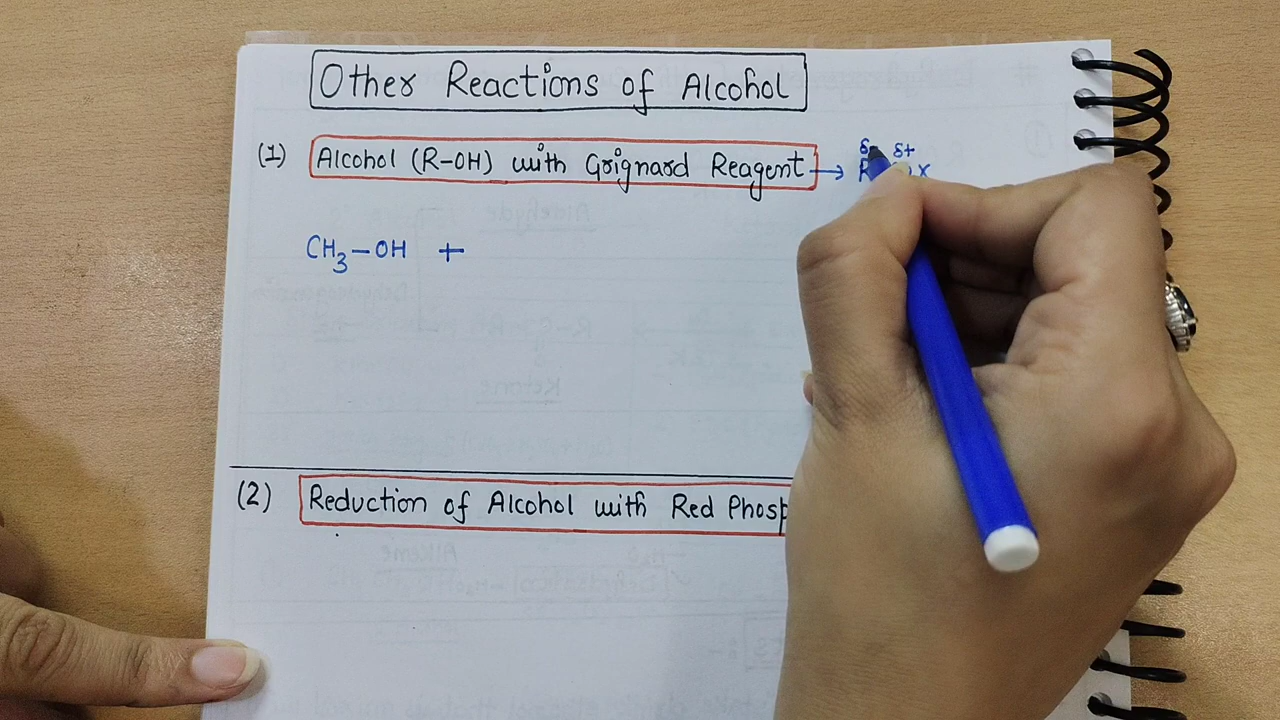 Other Reactions of Alcohol
(1) Alcohol (R-OH) with Grignard Reagent → δ- δ+
R x
CH₃-OH +
(2) Reduction of Alcohol with Red Phosp